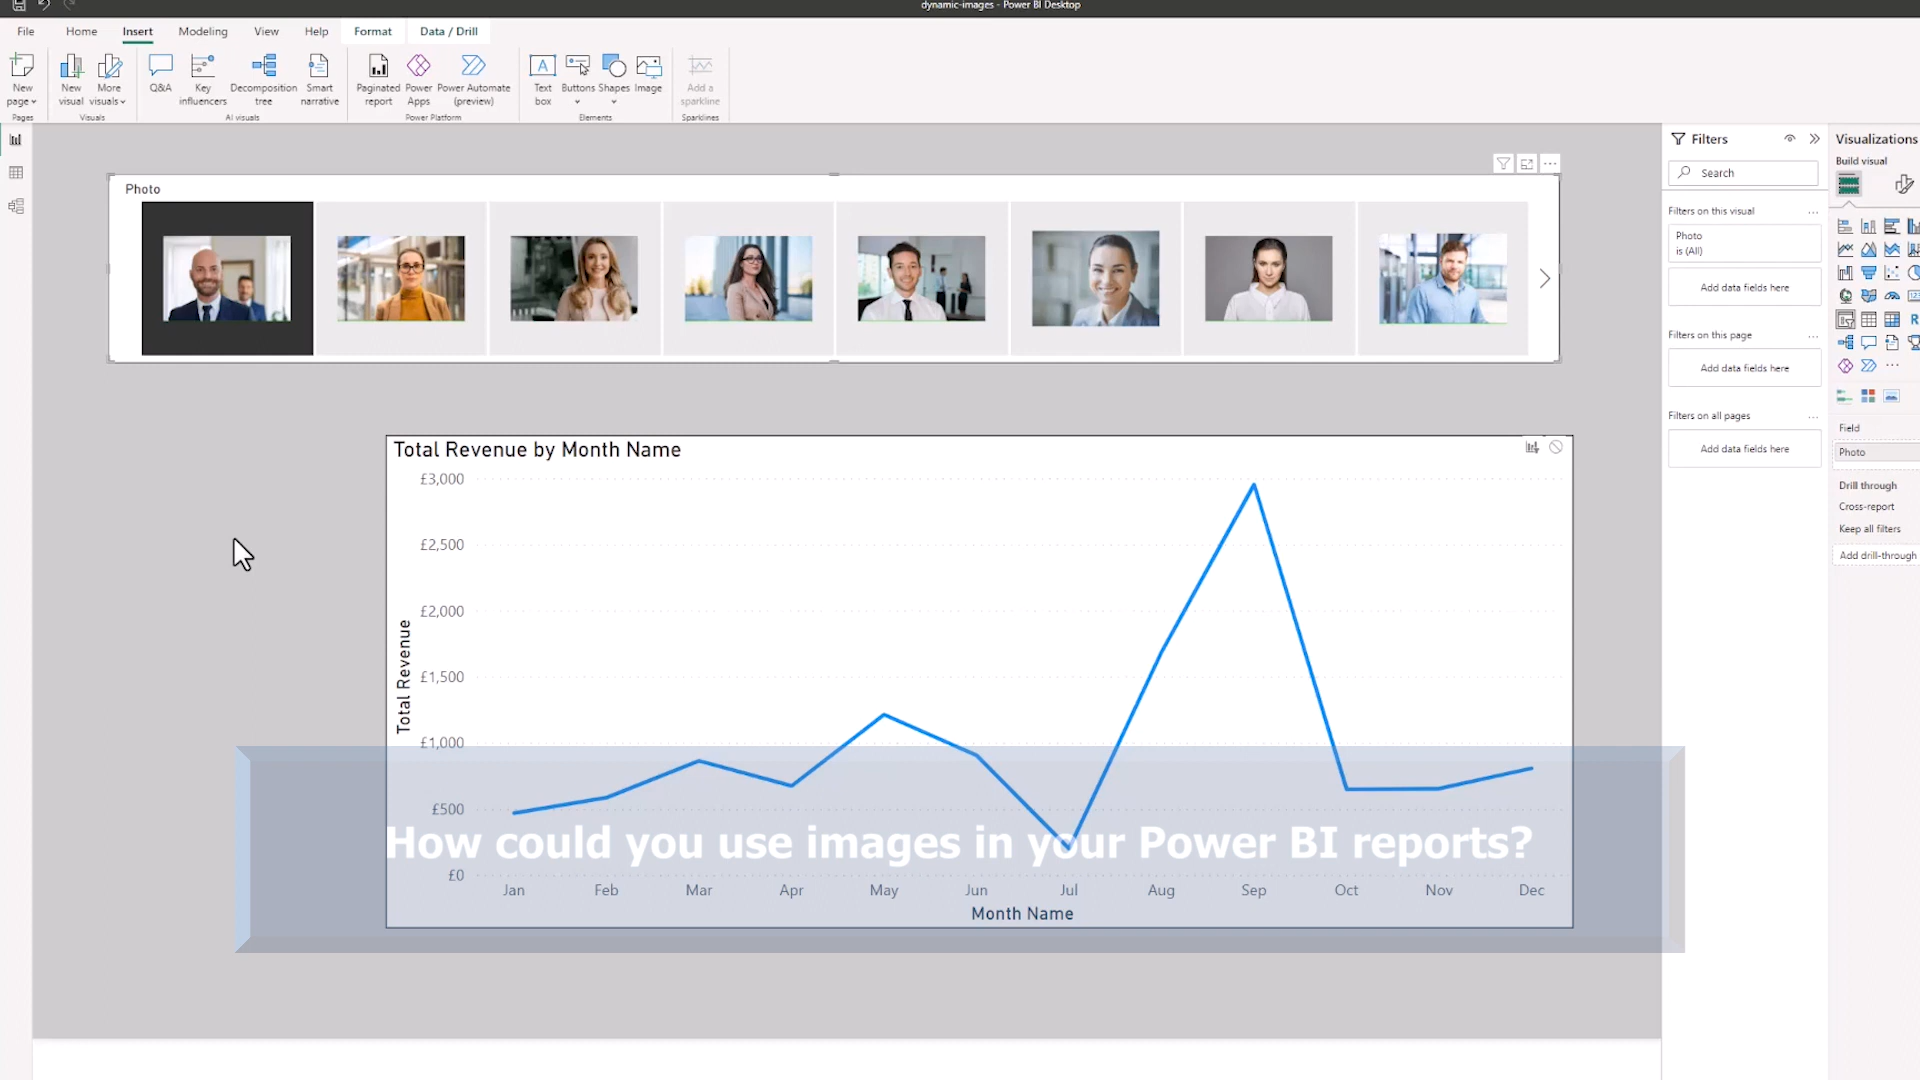 dynamic-images - Power BI Desktop
File Home Insert Modeling View Help Format Data / Drill
New page
New visual
More visuals
Q&A
Key influencers
Decomposition tree
Smart narrative
Paginated report
Power Apps
Power Automate (preview)
Text box
Buttons
Shapes
Image
Add a sparkline
Pages Visuals AI visuals Power Platform Elements Sparklines
Photo
Total Revenue by Month Name
£3,000
£2,500
£2,000
£1,500
£1,000
£500
£0
Total Revenue
Jan Feb Mar Apr May Jun Jul Aug Sep Oct Nov Dec
Month Name
How could you use images in your Power BI reports?
Filters
Search
Filters on this visual ...
Photo
is (All)
Add data fields here
Filters on this page ...
Add data fields here
Filters on all pages ...
Add data fields here
Visualizations
Build visual
123
R
...
Field
Photo
Drill through
Cross-report
Keep all filters
Add drill-through